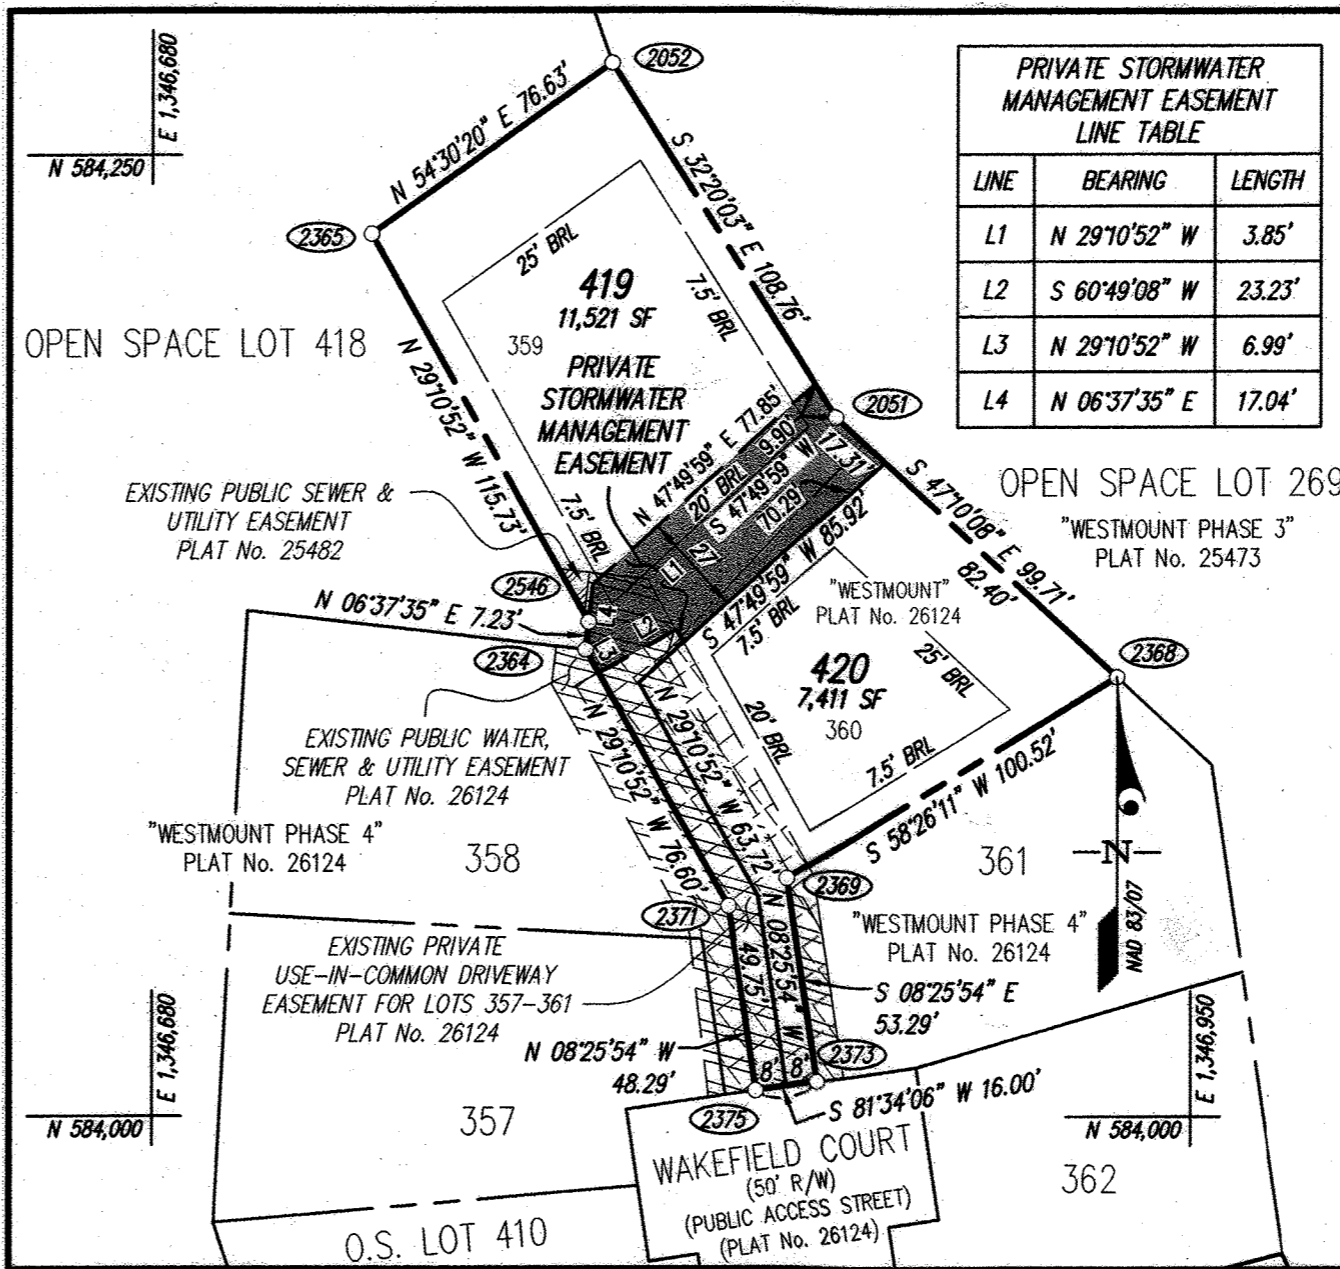 E 1,346,680
N 584,250
2052
N 54°30'20" E 76.63'
2365
S 32°20'03" E 108.76'
PRIVATE STORMWATER
MANAGEMENT EASEMENT
LINE TABLE
LINE BEARING LENGTH
L1 N 29°10'52" W 3.85'
L2 S 60°49'08" W 23.23'
L3 N 29°10'52" W 6.99'
L4 N 06°37'35" E 17.04'
25' BRL
7.5' BRL
419
11,521 SF
359
OPEN SPACE LOT 418
N 29°10'52" W 115.73'
PRIVATE
STORMWATER
MANAGEMENT
EASEMENT
7.5' BRL
2051
N 47°49'59" E 77.85'
20' BRL
9.90'
S 47°49'59" W
70.29'
17.31'
27
L1
L2
4
3
S 47°49'59" W 85.92'
EXISTING PUBLIC SEWER &
UTILITY EASEMENT
PLAT No. 25482
2546
N 06°37'35" E 7.23'
2364
S 47°10'08" E 99.71'
82.40'
OPEN SPACE LOT 269
"WESTMOUNT PHASE 3"
PLAT No. 25473
"WESTMOUNT"
PLAT No. 26124
7.5' BRL
25' BRL
420
7,411 SF
360
20' BRL
7.5' BRL
2368
S 58°26'11" W 100.52'
EXISTING PUBLIC WATER,
SEWER & UTILITY EASEMENT
PLAT No. 26124
"WESTMOUNT PHASE 4"
PLAT No. 26124
358
N 29°10'52" W 76.60'
N 29°10'52" W 63.72'
2371
2369
361
N
NAD 83/07
"WESTMOUNT PHASE 4"
PLAT No. 26124
EXISTING PRIVATE
USE-IN-COMMON DRIVEWAY
EASEMENT FOR LOTS 357-361
PLAT No. 26124
49.75'
N 08°25'54" W
S 08°25'54" E
53.29'
N 08°25'54" W
48.29'
8' 8'
2373
2375
S 81°34'06" W 16.00'
E 1,346,680
N 584,000
357
E 1,346,950
N 584,000
WAKEFIELD COURT
(50' R/W)
(PUBLIC ACCESS STREET)
(PLAT No. 26124)
362
O.S. LOT 410